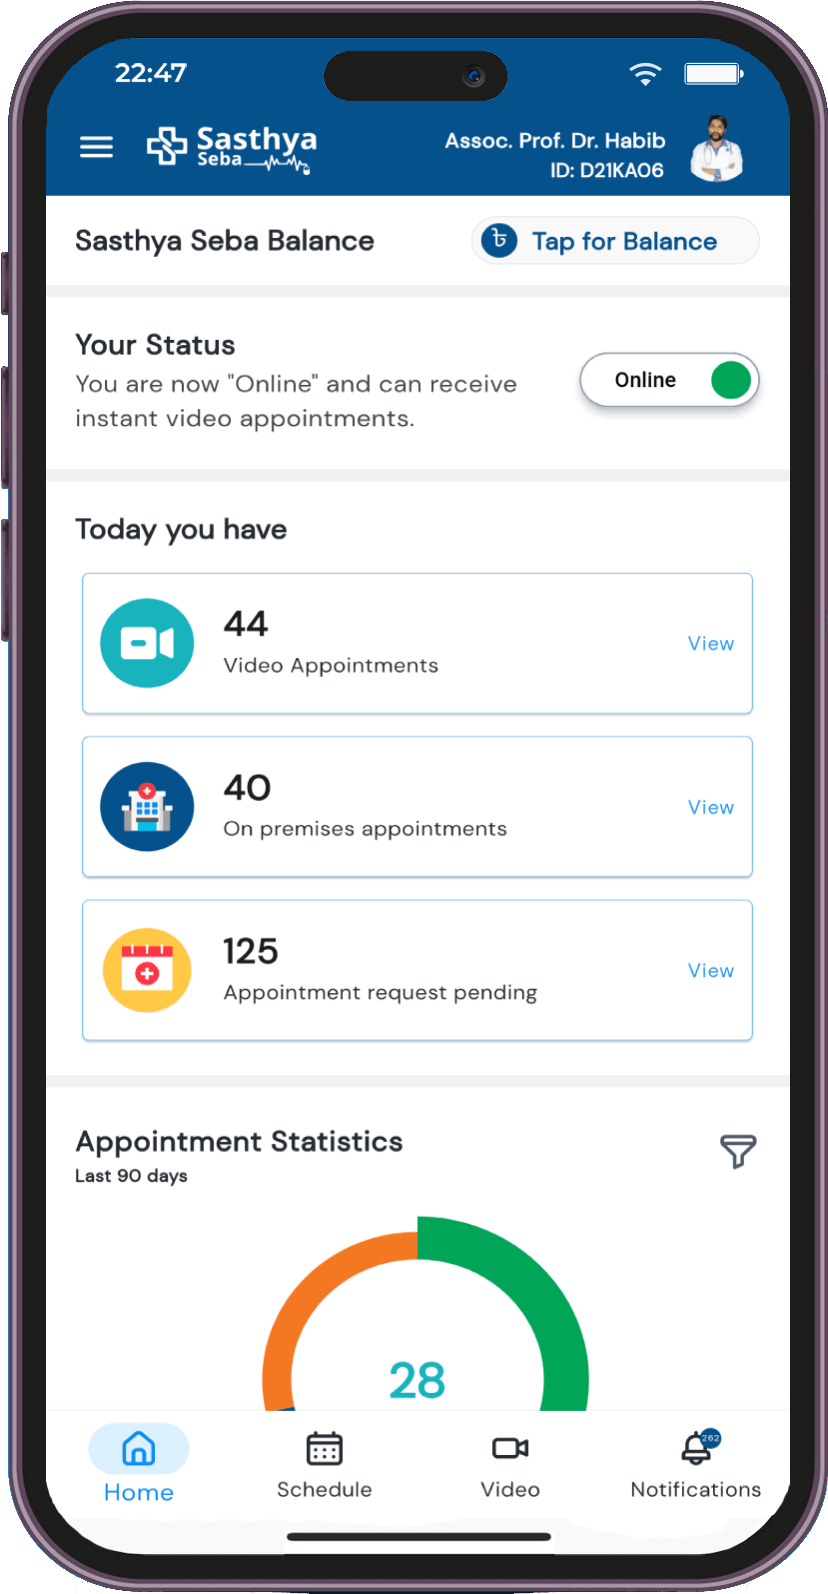 22:47
Sasthya
Seba
Assoc. Prof. Dr. Habib
ID: D21KA06
Sasthya Seba Balance
৳ Tap for Balance
Your Status
You are now "Online" and can receive
instant video appointments.
Online
Today you have
44
Video Appointments
View
40
On premises appointments
View
125
Appointment request pending
View
Appointment Statistics
Last 90 days
28
262
Home
Schedule
Video
Notifications